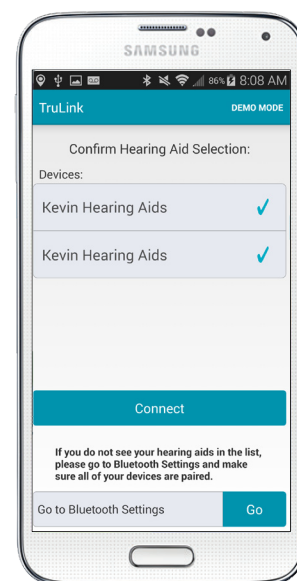 SAMSUNG
86% 8:08 AM
TruLink DEMO MODE
Confirm Hearing Aid Selection:
Devices:
Kevin Hearing Aids
Kevin Hearing Aids
Connect
If you do not see your hearing aids in the list,
please go to Bluetooth Settings and make
sure all of your devices are paired.
Go to Bluetooth Settings Go